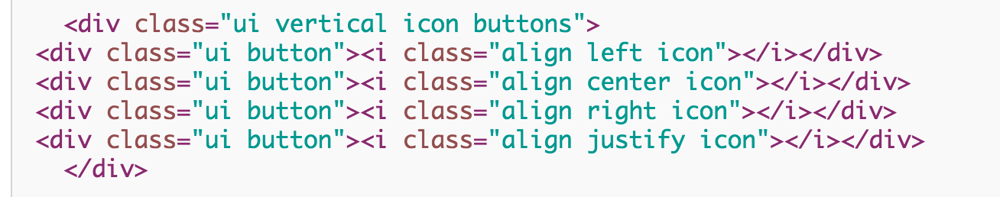 <div class="ui vertical icon buttons">
<div class="ui button"><i class="align left icon"></i></div>
<div class="ui button"><i class="align center icon"></i></div>
<div class="ui button"><i class="align right icon"></i></div>
<div class="ui button"><i class="align justify icon"></i></div>
</div>